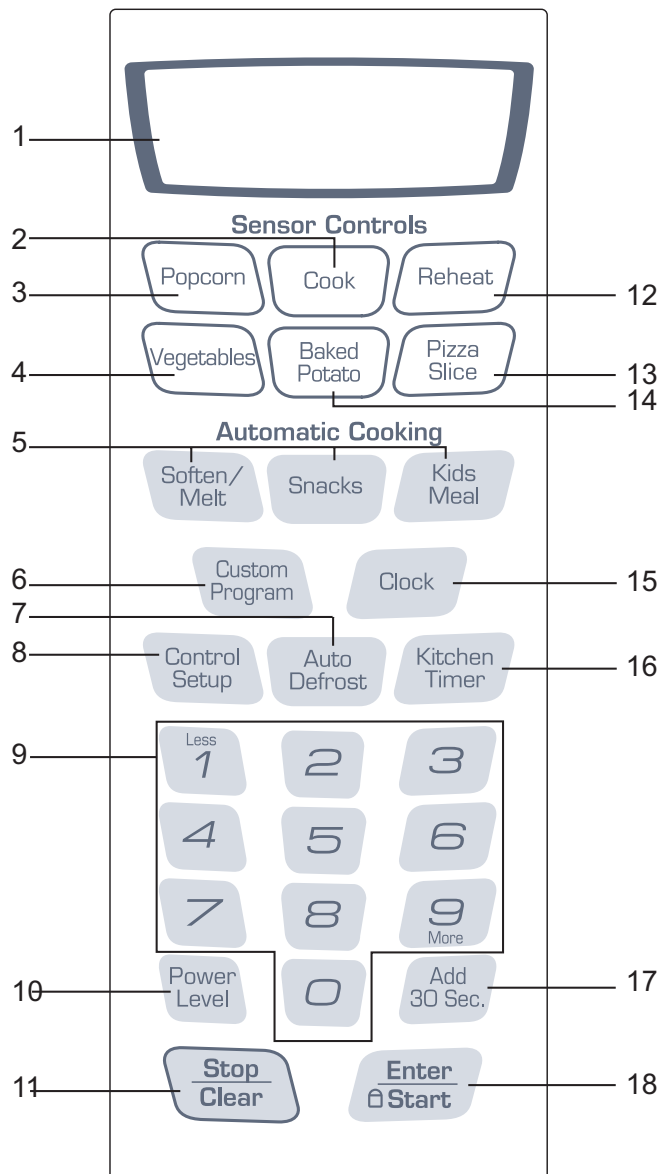 1
Sensor Controls
2
Popcorn
Cook
Reheat
3
12
Vegetables
Baked
Potato
Pizza
Slice
4
13
14
Automatic Cooking
5
Soften/
Melt
Snacks
Kids
Meal
6
Custom
Program
Clock
15
7
8
Control
Setup
Auto
Defrost
Kitchen
Timer
16
9
Less
1
2
3
4
5
6
7
8
9
More
10
Power
Level
0
Add
30 Sec.
17
11
Stop
Clear
Enter
Start
18